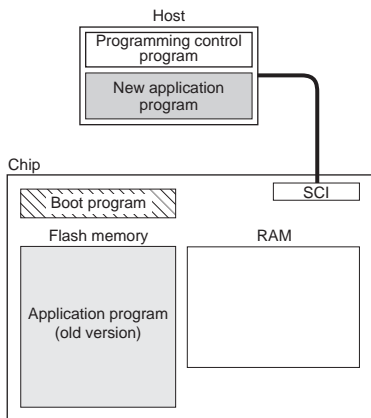 Host
Programming control
program
New application
program
Chip
SCI
Boot program
Flash memory
RAM
Application program
(old version)